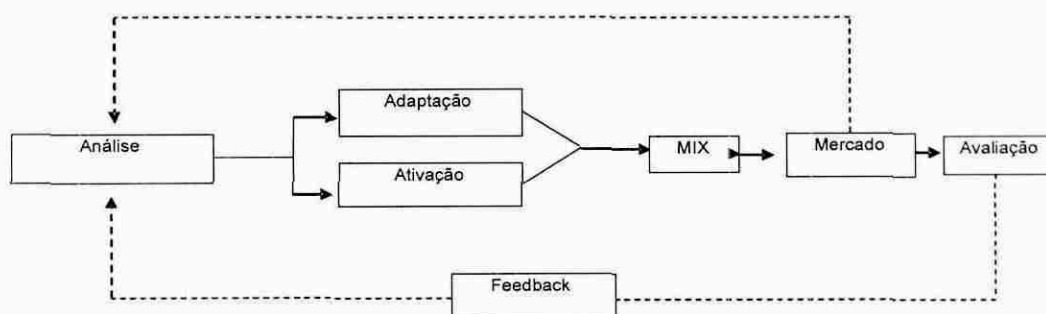 Análise
Adaptação
Ativação
MIX
Mercado
Avaliação
Feedback